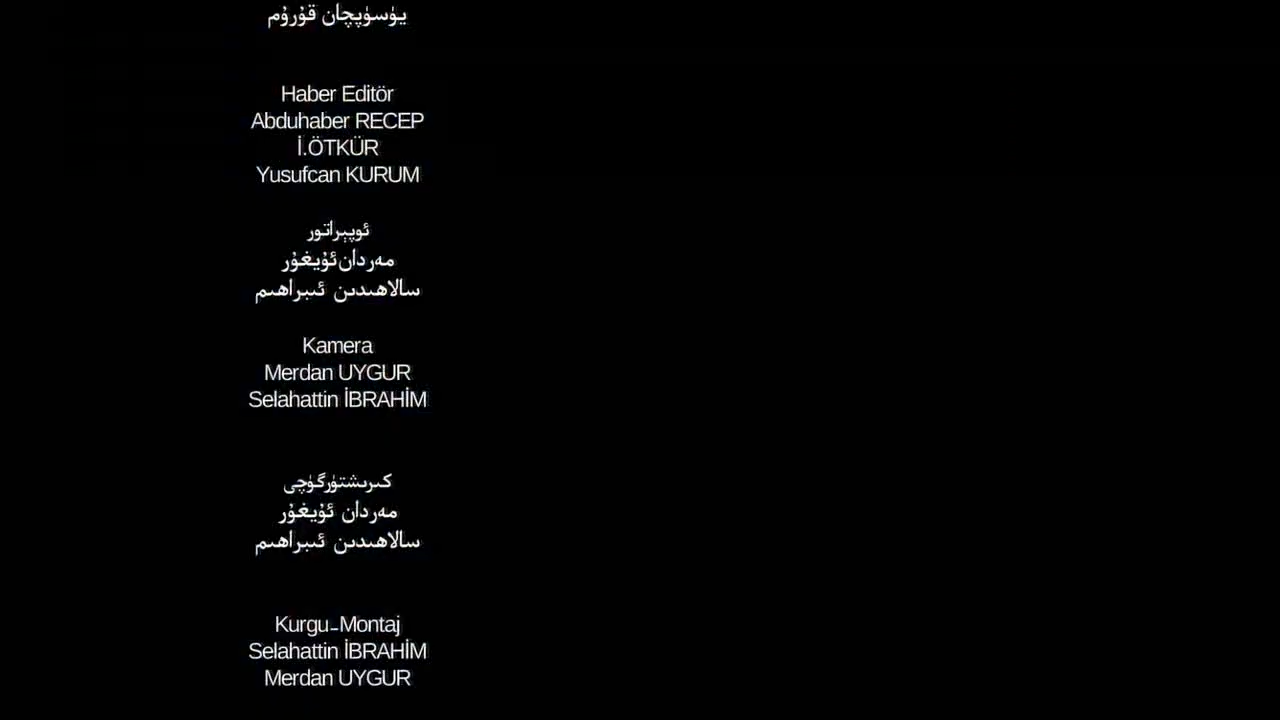 يۈسۈپچان قۇرۇم
Haber Editör
Abduhaber RECEP
İ.ÖTKÜR
Yusufcan KURUM
ئوپېراتور
مەردان ئۇيغۇر
سالاھىدىن ئىبراھىم
Kamera
Merdan UYGUR
Selahattin İBRAHİM
كىرىشتۈرگۈچى
مەردان ئۇيغۇر
سالاھىدىن ئىبراھىم
Kurgu-Montaj
Selahattin İBRAHİM
Merdan UYGUR